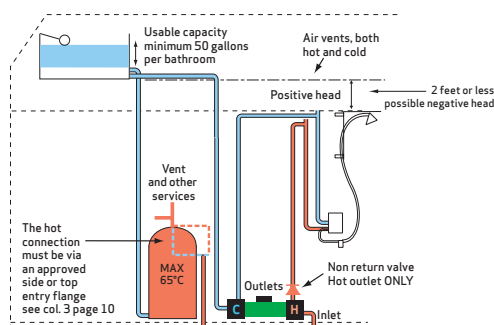 Usable capacity
minimum 50 gallons
per bathroom
Air vents, both
hot and cold
Positive head
2 feet or less
possible negative head
Vent
and other
services
The hot
connection
must be via
an approved
side or top
entry flange
see col. 3 page 10
MAX
65°C
Non return valve
Hot outlet ONLY
Outlets
C
H
Inlet